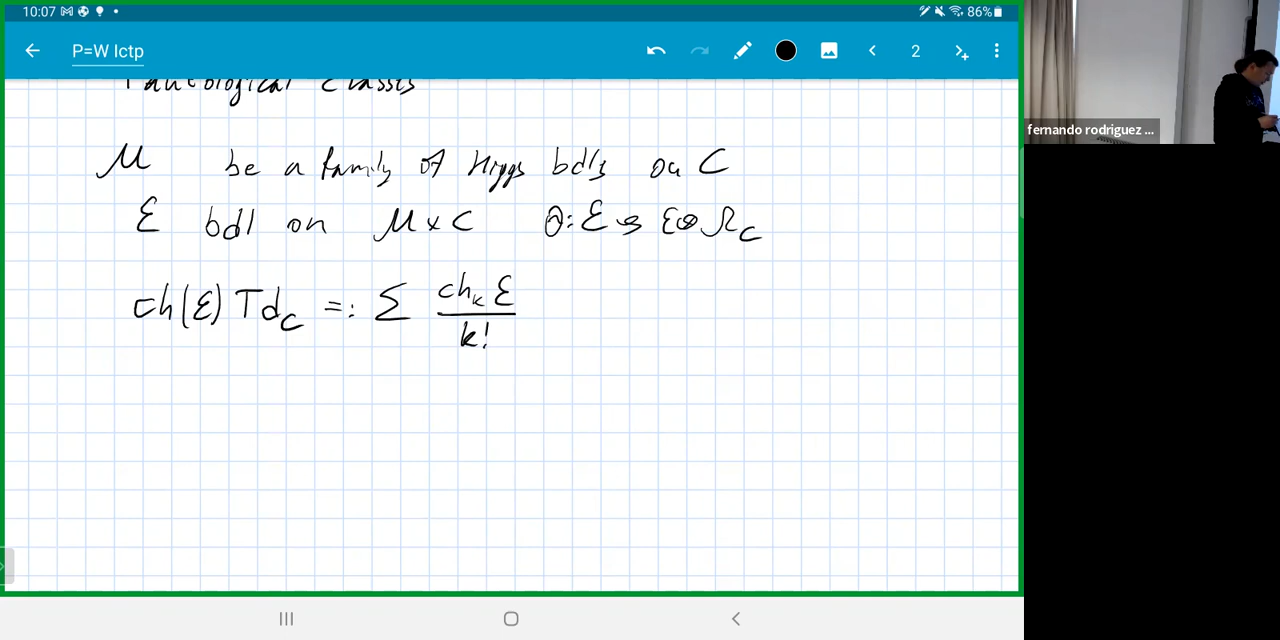 10:07
86%
P=W Ictp
2
Tautological Classes
M be a family of Higgs bdls on C
fernando rodriguez ...
E bdl on M x C θ: E → E⊗Ω_C
ch(E) Td_C =: Σ ch_k E / k!